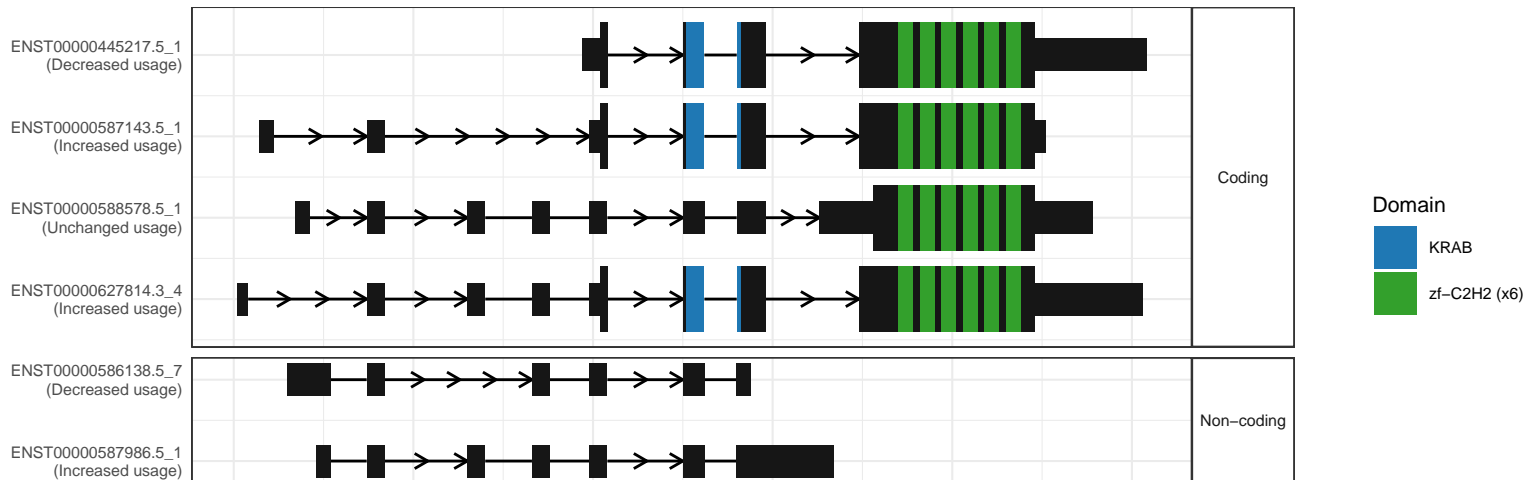 ENST00000445217.5_1
(Decreased usage)
ENST00000587143.5_1
(Increased usage)
ENST00000588578.5_1
(Unchanged usage)
ENST00000627814.3_4
(Increased usage)
Coding
ENST00000586138.5_7
(Decreased usage)
ENST00000587986.5_1
(Increased usage)
Non−coding
Domain
KRAB
zf−C2H2 (x6)